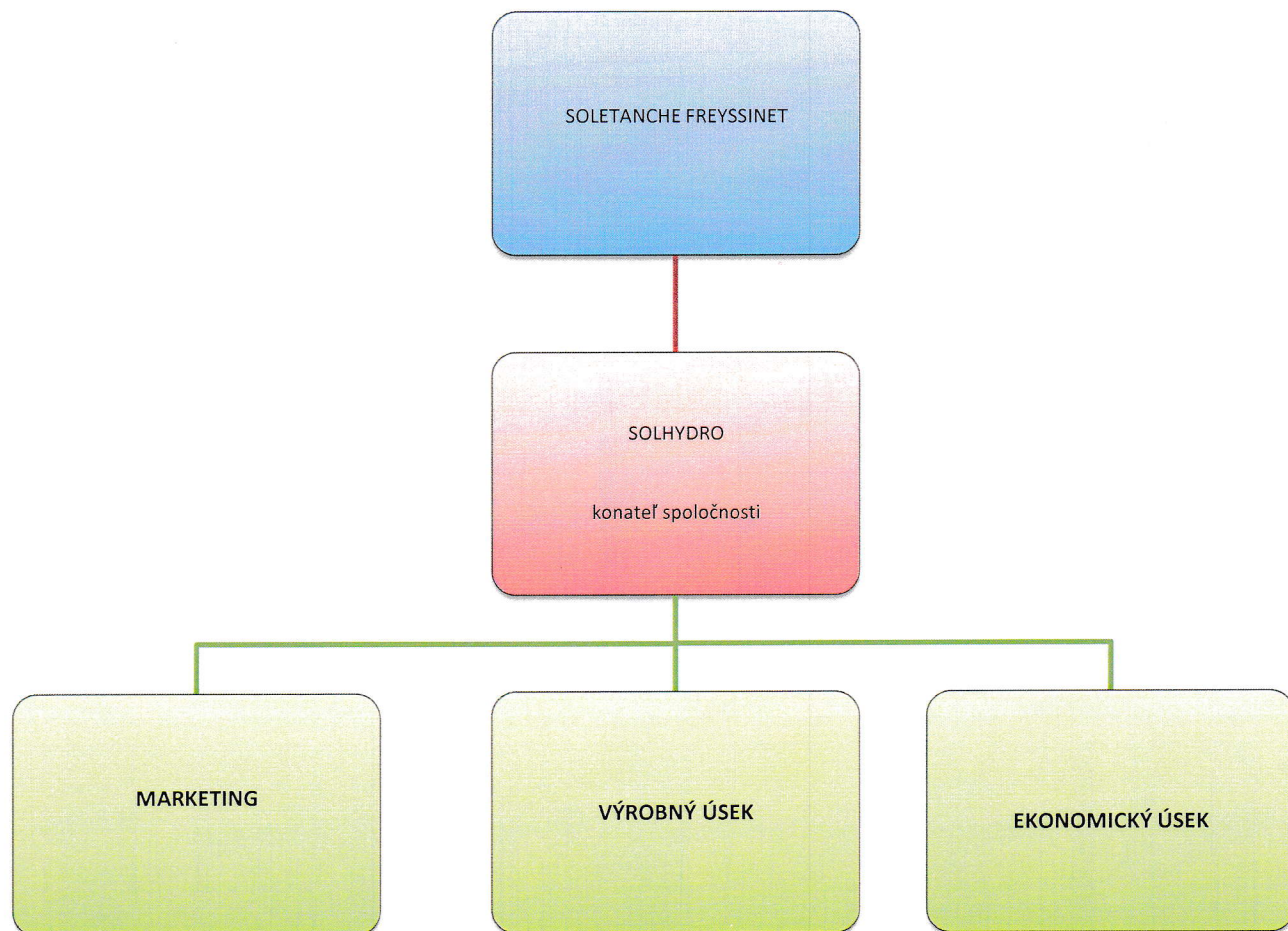 SOLETANCHE FREYSSINET
SOLHYDRO
konateľ spoločnosti
MARKETING
VÝROBNÝ ÚSEK
EKONOMICKÝ ÚSEK